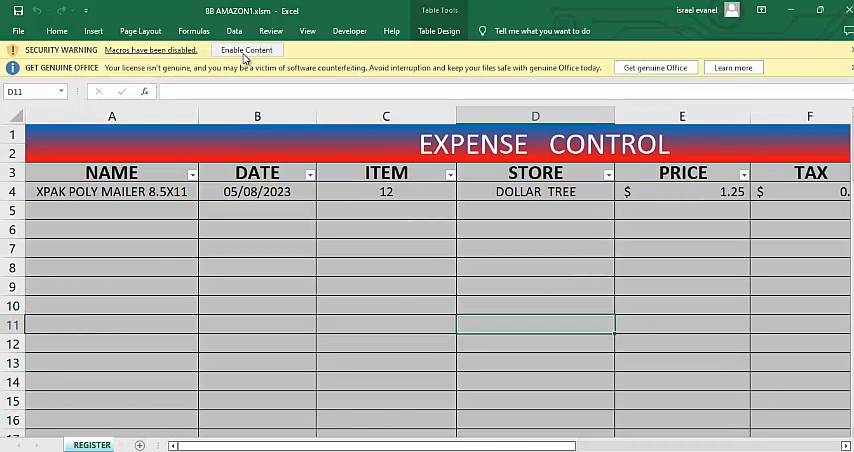 BB AMAZON1.xlsm - Excel
Table Tools
israel evanel
File Home Insert Page Layout Formulas Data Review View Developer Help Table Design Tell me what you want to do
SECURITY WARNING Macros have been disabled. Enable Content
GET GENUINE OFFICE Your license isn't genuine, and you may be a victim of software counterfeiting. Avoid interruption and keep your files safe with genuine Office today. Get genuine Office Learn more
D11 fx
A B C D E F
1 EXPENSE CONTROL
2
3 NAME DATE ITEM STORE PRICE TAX
4 XPAK POLY MAILER 8.5X11 05/08/2023 12 DOLLAR TREE $ 1.25 $ 0.
5
6
7
8
9
10
11
12
13
14
15
16
17
REGISTER